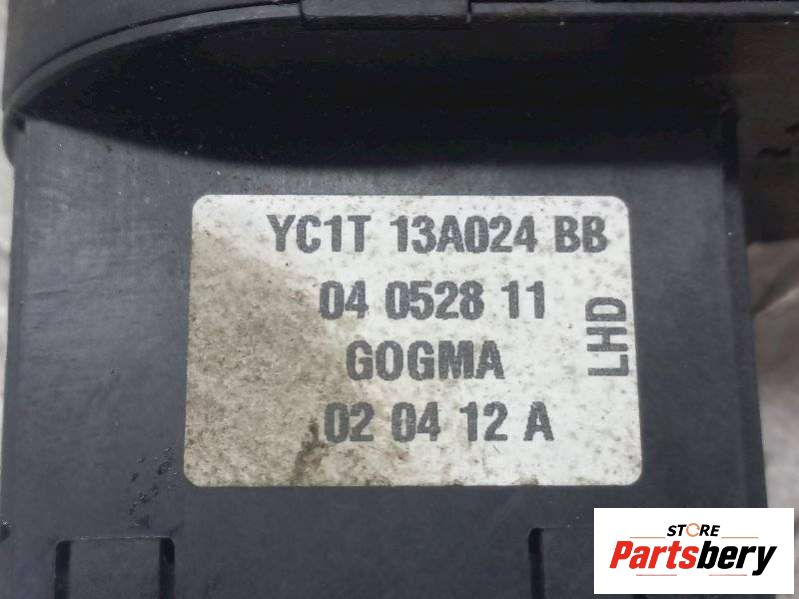 YC1T 13A024 BB
04 0528 11
GOGMA
02 04 12 A
LHD
STORE
Partsbery